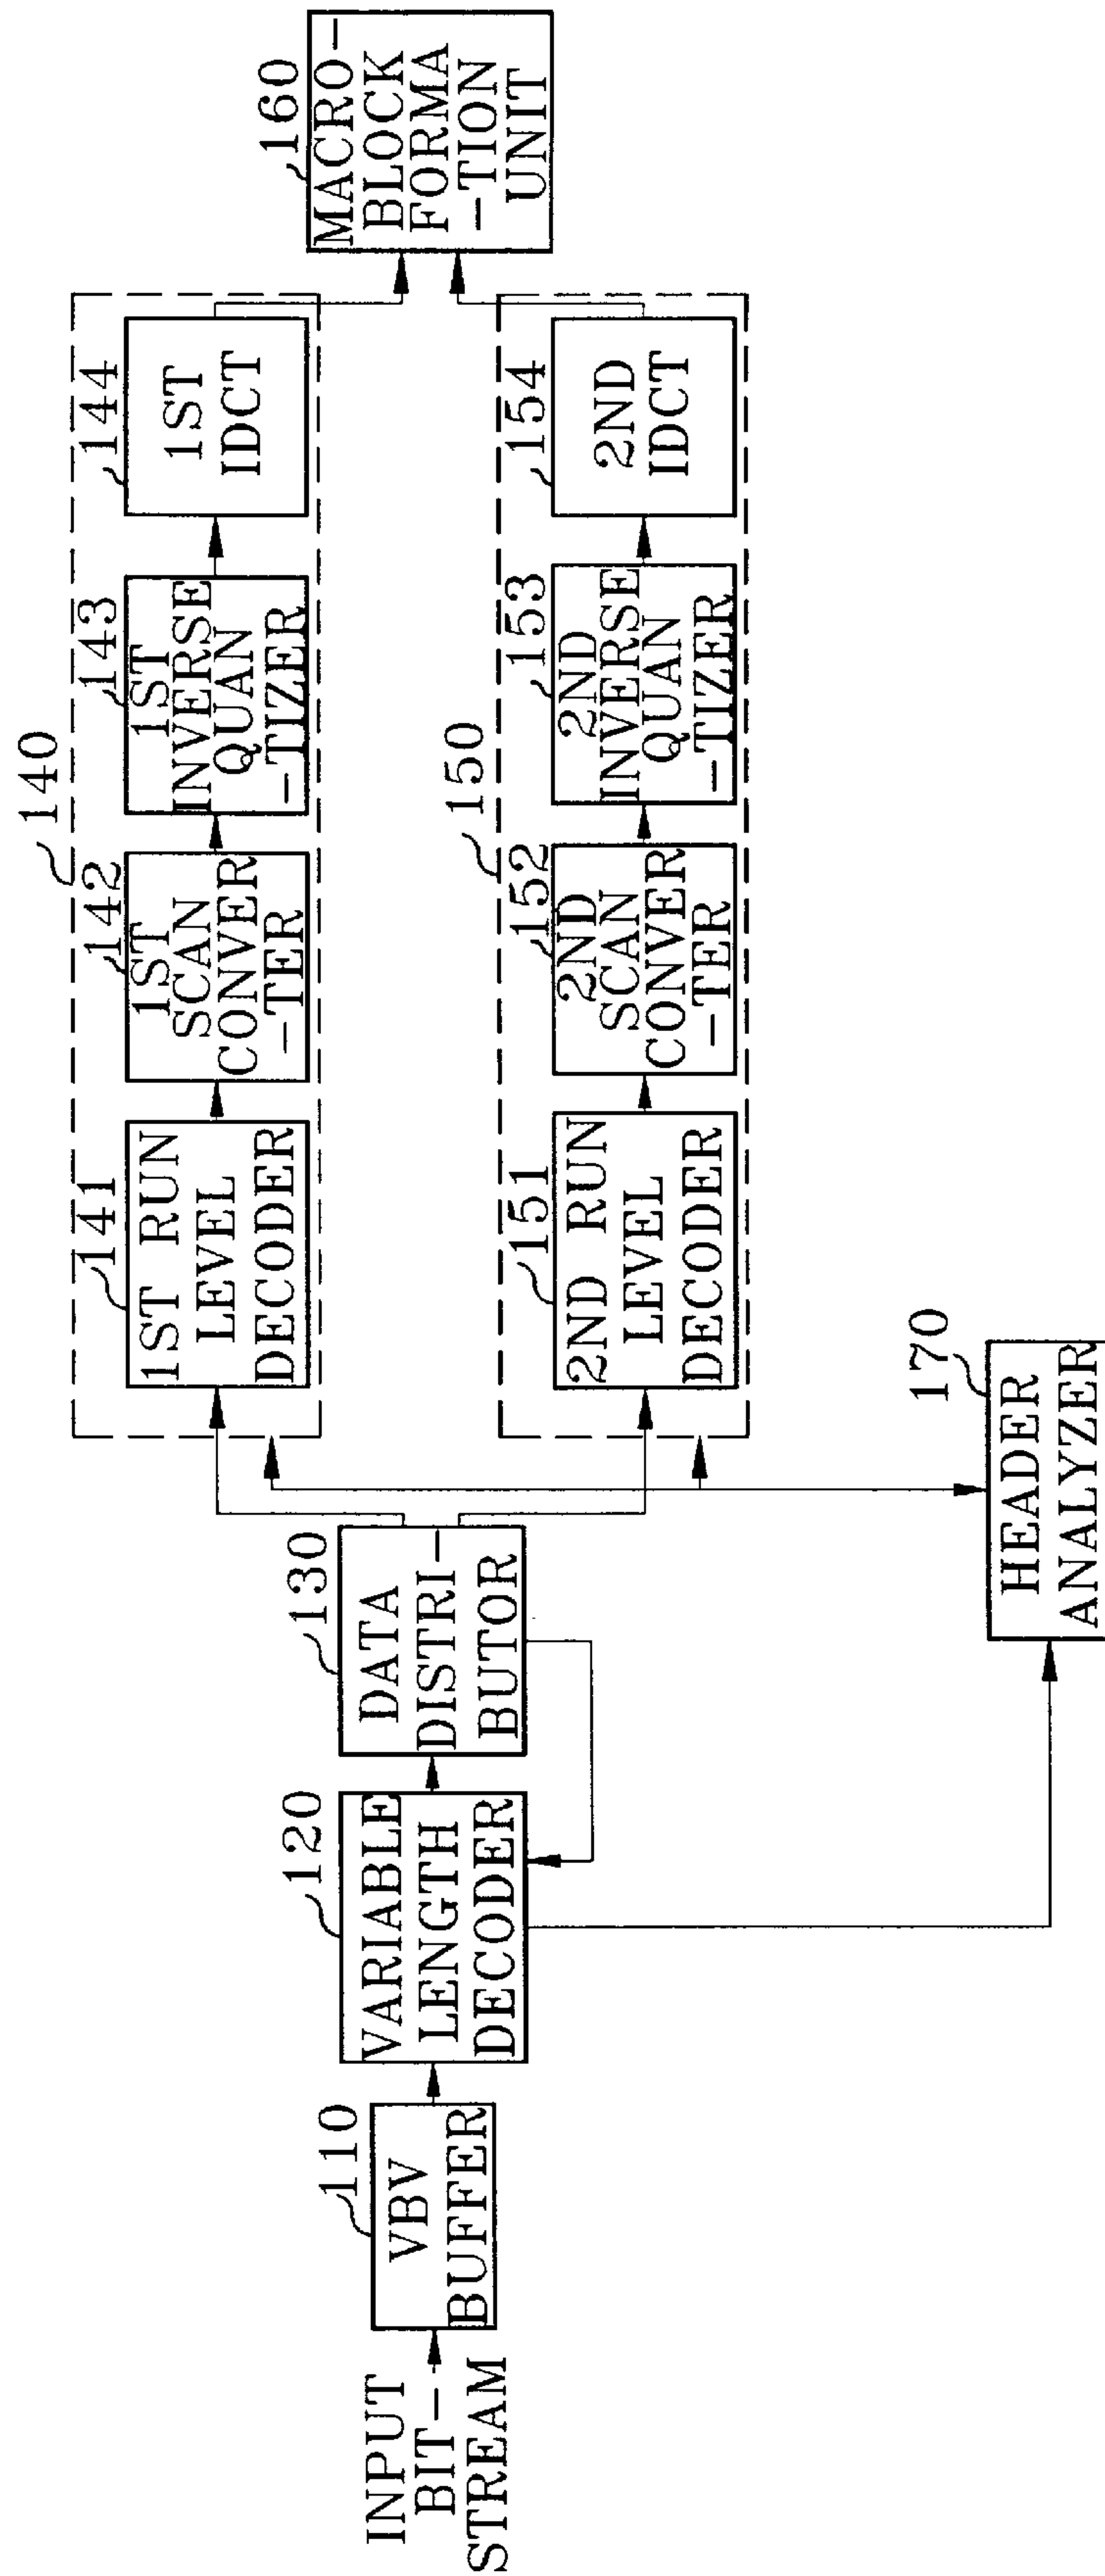 INPUT
BIT-
STREAM
110
VBV
BUFFER
120
VARIABLE
LENGTH
DECODER
130
DATA
DISTRI-
BUTOR
140
141
1ST RUN
LEVEL
DECODER
142
1ST
SCAN
CONVER
-TER
143
1ST
INVERSE
QUAN
-TIZER
144
1ST
IDCT
150
151
2ND RUN
LEVEL
DECODER
152
2ND
SCAN
CONVER
-TER
153
2ND
INVERSE
QUAN
-TIZER
154
2ND
IDCT
160
MACRO-
BLOCK
FORMA
-TION
UNIT
170
HEADER
ANALYZER